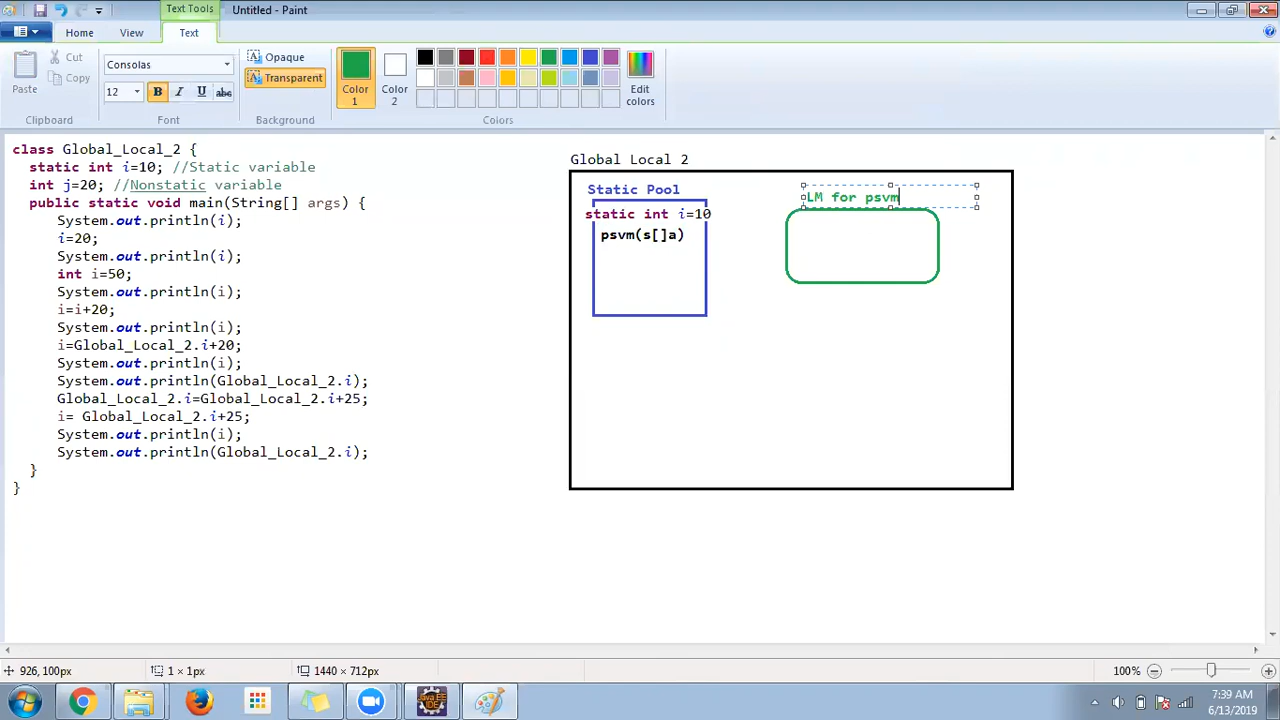 Text Tools
Untitled - Paint
Home
View
Text
Cut
Copy
Paste
Clipboard
Consolas
12
B
I
U
abc
Font
Opaque
Transparent
Background
Color
1
Color
2
Edit
colors
Colors
class Global_Local_2 {
static int i=10; //Static variable
int j=20; //Nonstatic variable
public static void main(String[] args) {
System.out.println(i);
i=20;
System.out.println(i);
int i=50;
System.out.println(i);
i=i+20;
System.out.println(i);
i=Global_Local_2.i+20;
System.out.println(i);
System.out.println(Global_Local_2.i);
Global_Local_2.i=Global_Local_2.i+25;
i= Global_Local_2.i+25;
System.out.println(i);
System.out.println(Global_Local_2.i);
}
}
Global Local 2
Static Pool
static int i=10
psvm(s[]a)
LM for psvm
926, 100px
1 × 1px
1440 × 712px
100%
Java EE
IDE
7:39 AM
6/13/2019